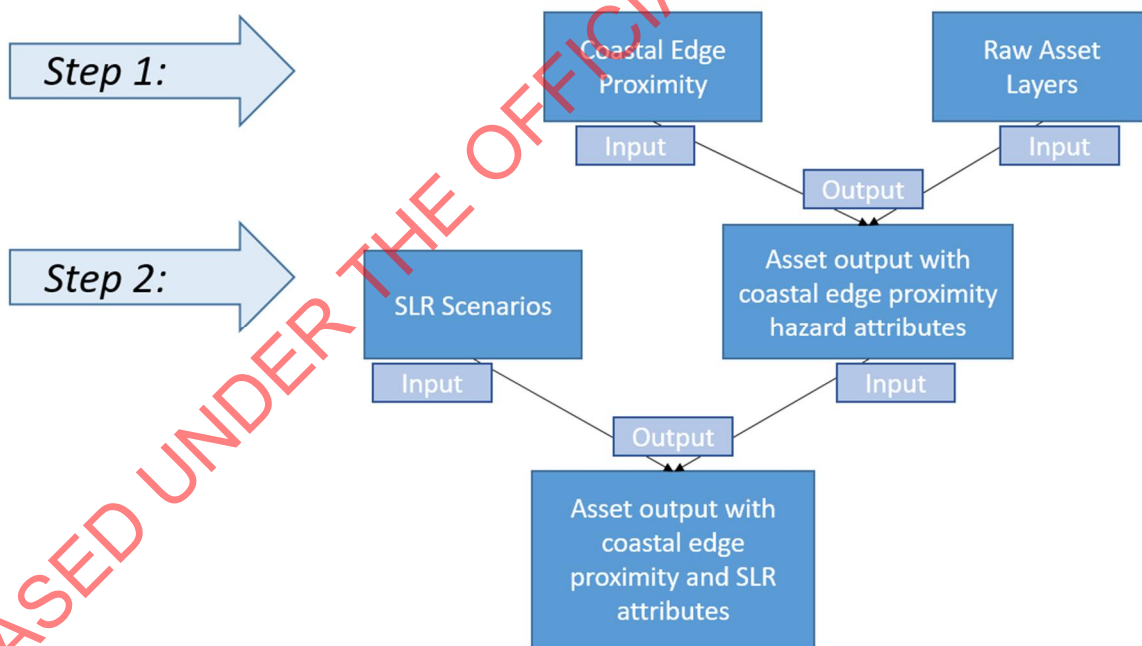 Step 1:
Coastal Edge
Proximity
Raw Asset
Layers
Input
Input
Output
Step 2:
SLR Scenarios
Asset output with
coastal edge proximity
hazard attributes
Input
Input
Output
Asset output with
coastal edge
proximity and SLR
attributes
ASED UNDER THE OFFICIA